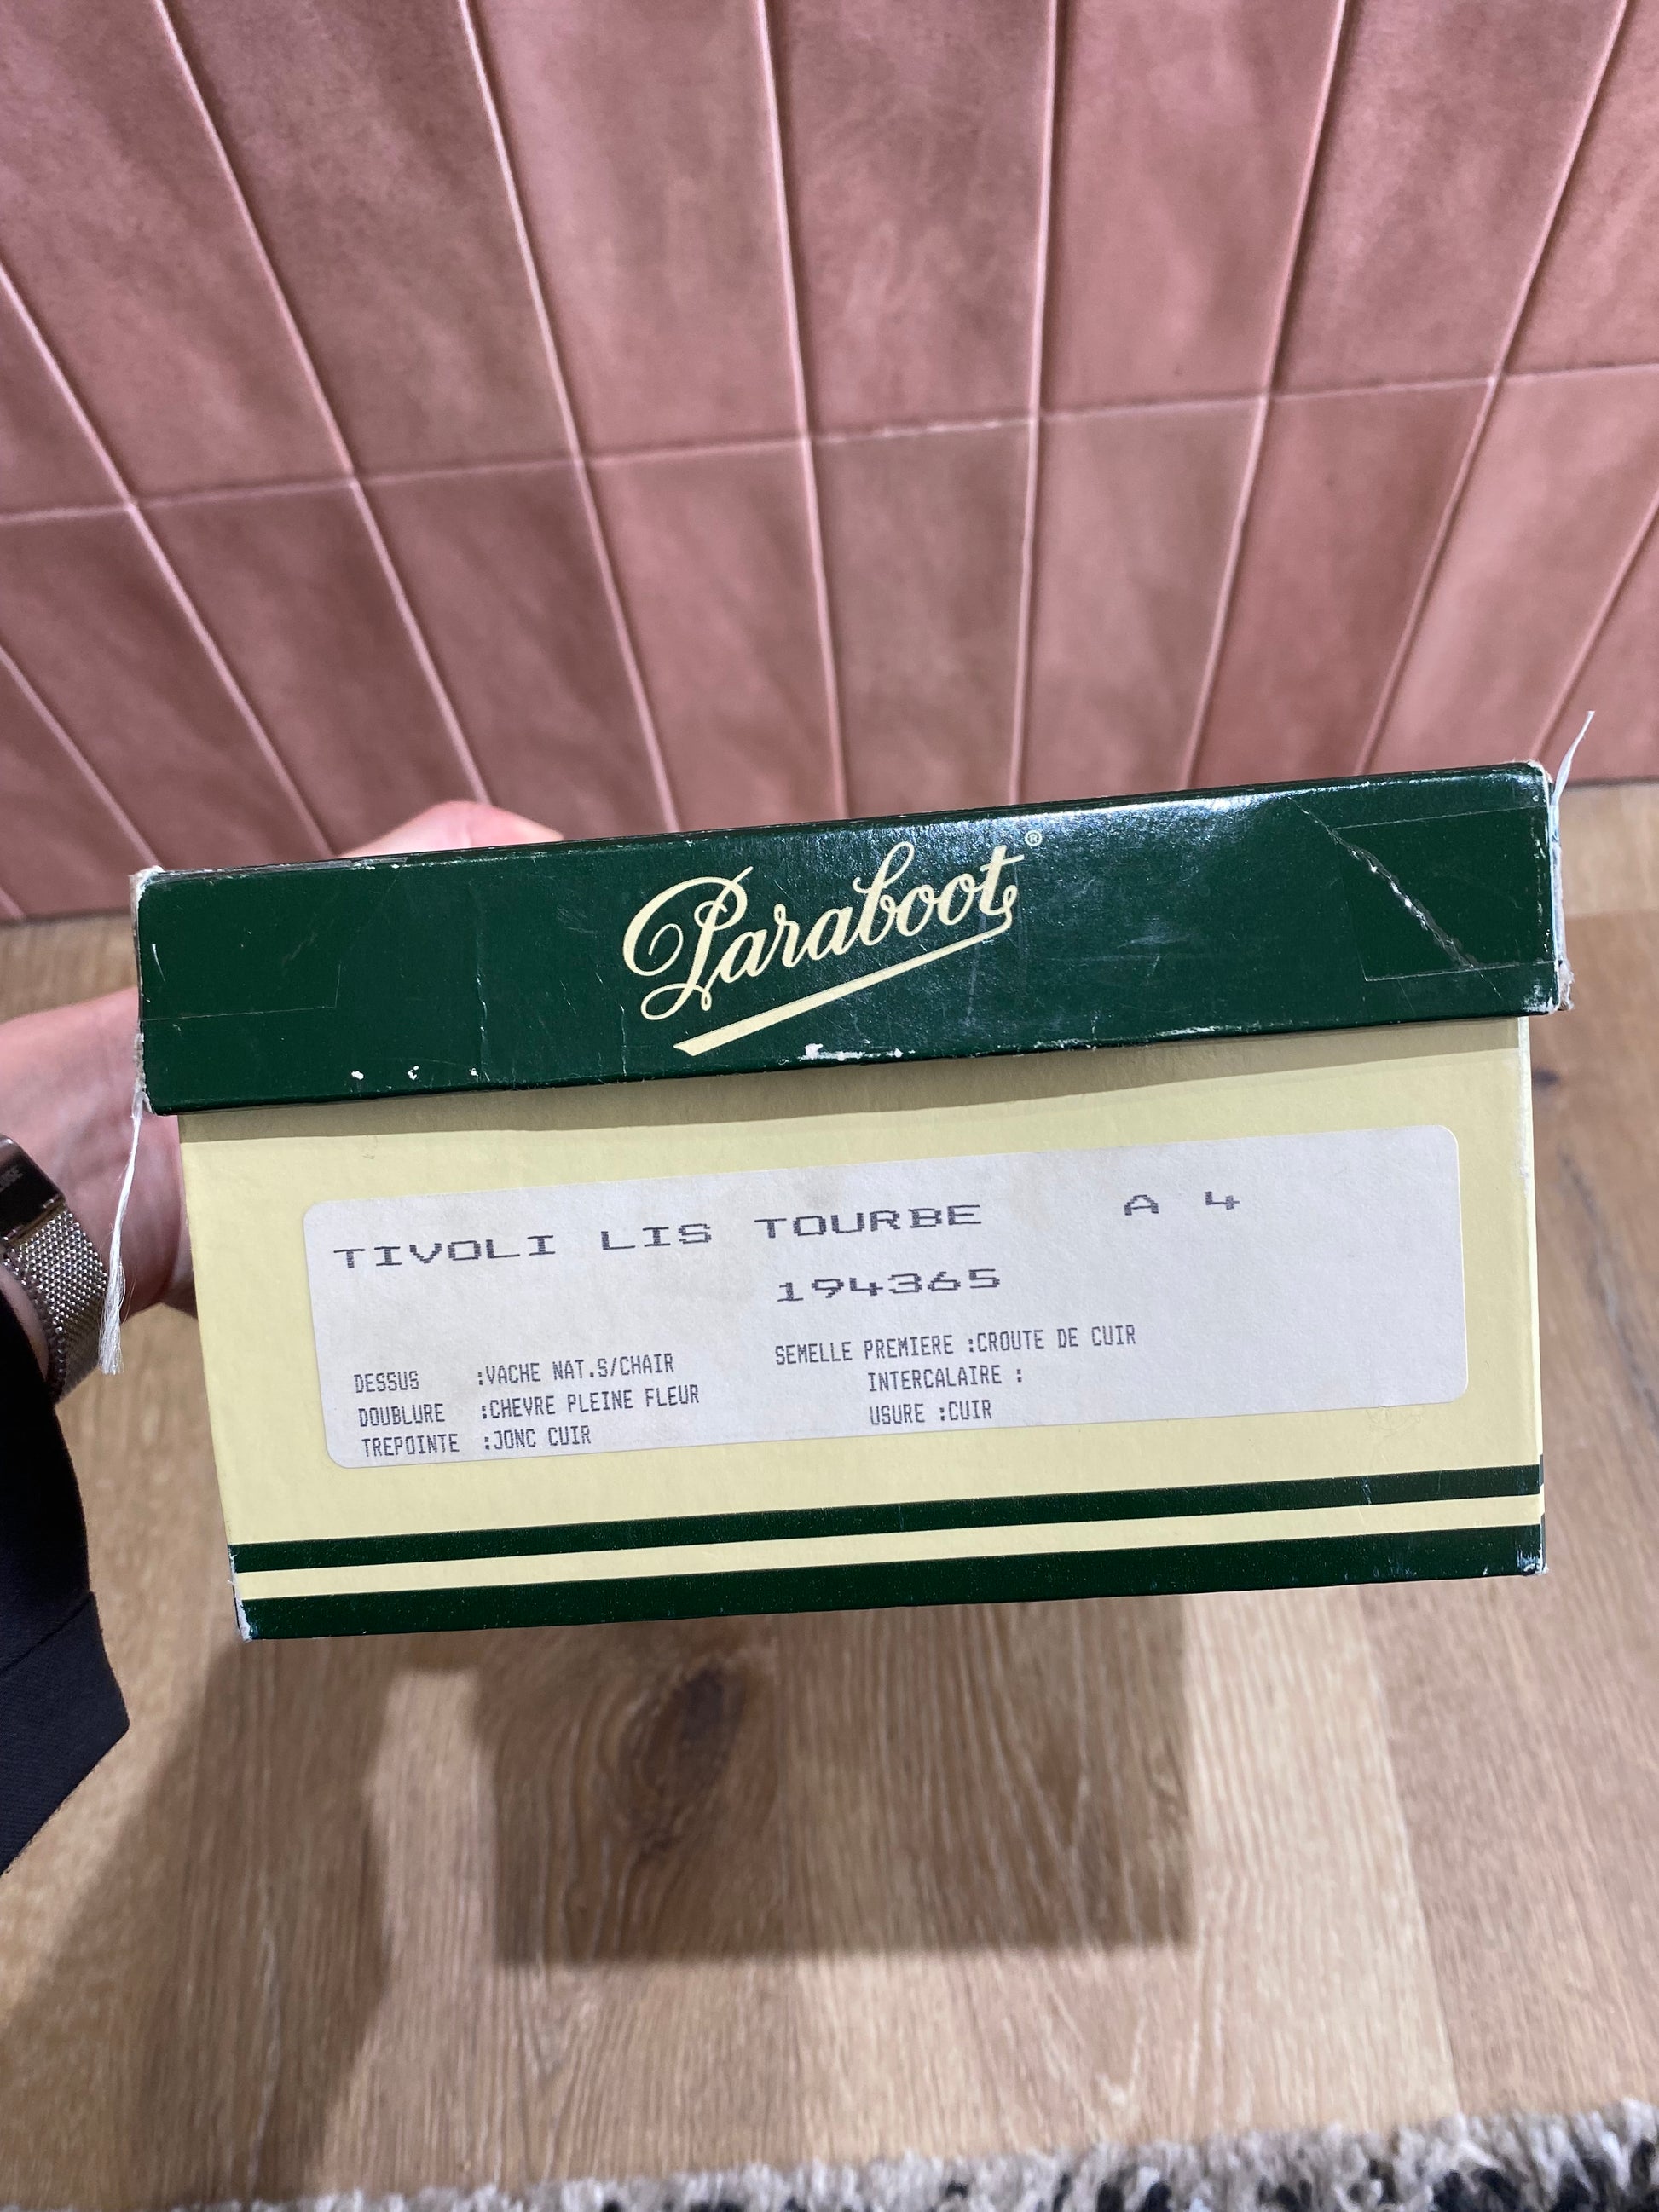 Paraboot®
TIVOLI LIS TOURBE A 4
194365
DESSUS :VACHE NAT.S/CHAIR
DOUBLURE :CHEVRE PLEINE FLEUR
TREPOINTE :JONC CUIR
SEMELLE PREMIERE :CROUTE DE CUIR
INTERCALAIRE :
USURE :CUIR